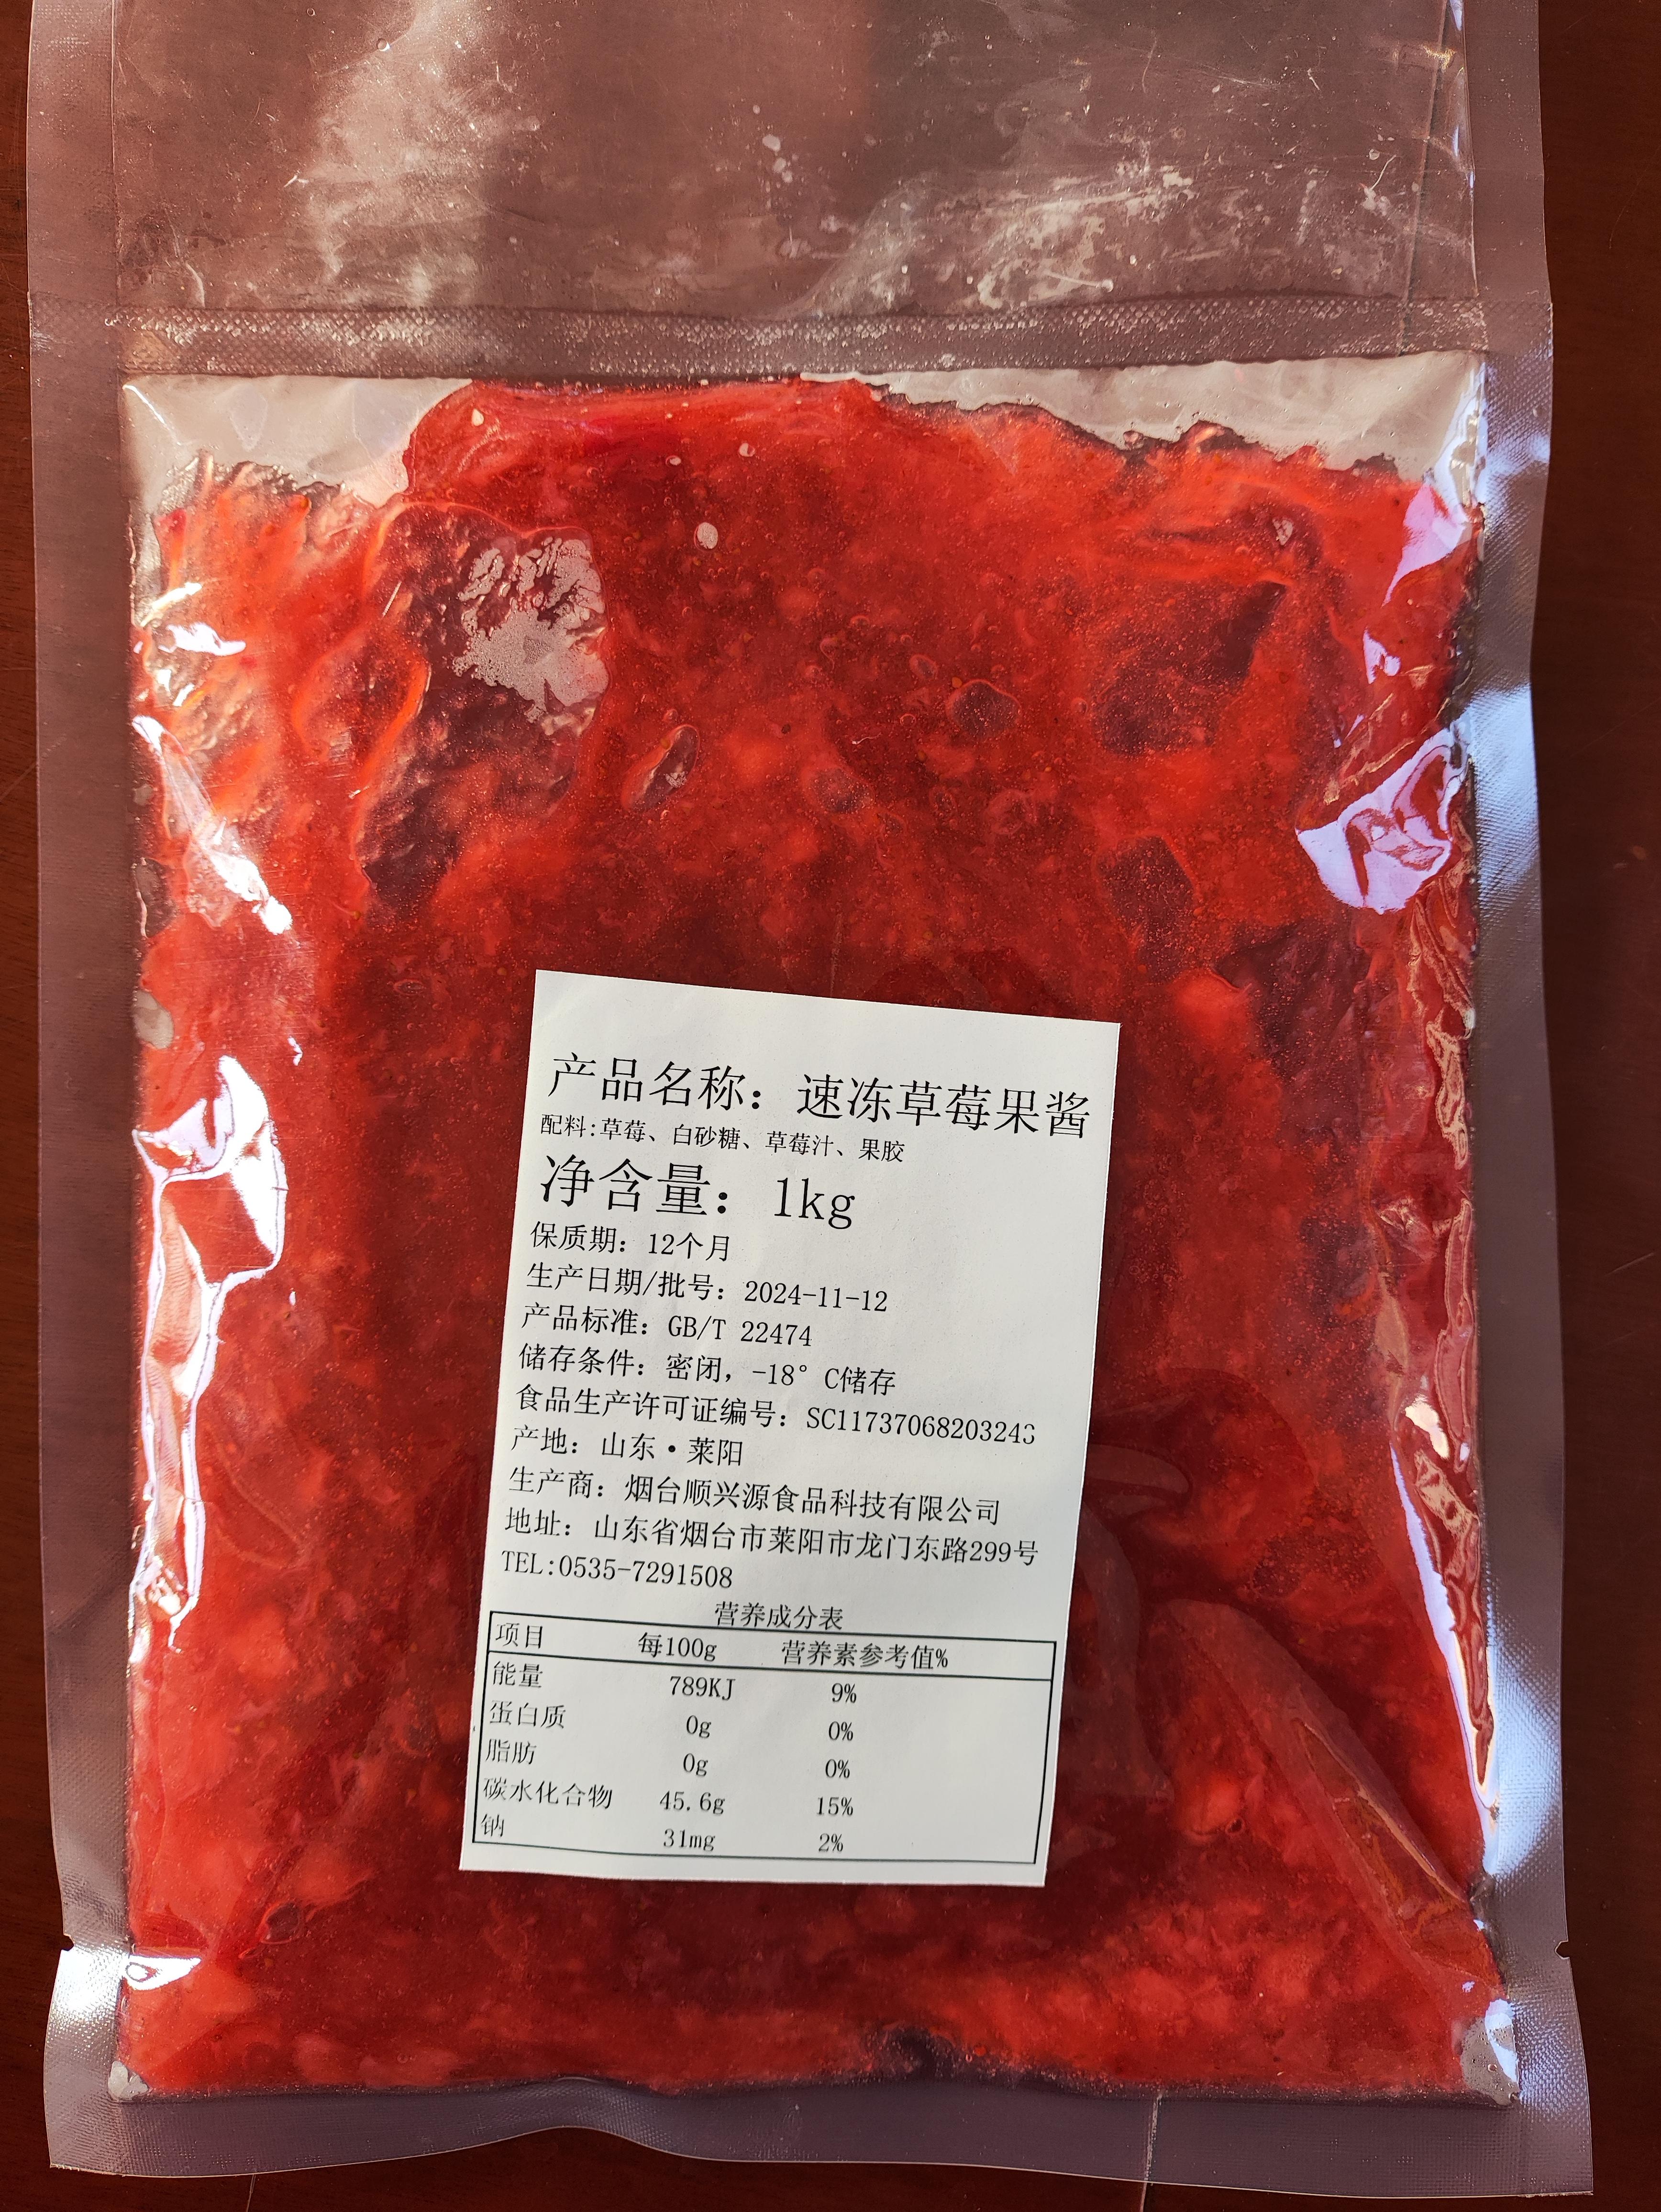 产品名称：速冻草莓果酱
配料:草莓、白砂糖、草莓汁、果胶
净含量：1kg
保质期：12个月
生产日期/批号：2024-11-12
产品标准：GB/T 22474
储存条件：密闭，-18°C储存
食品生产许可证编号：SC11737068203243
产地：山东·莱阳
生产商：烟台顺兴源食品科技有限公司
地址：山东省烟台市莱阳市龙门东路299号
TEL:0535-7291508
营养成分表
项目 每100g 营养素参考值%
能量 789KJ 9%
蛋白质 0g 0%
脂肪 0g 0%
碳水化合物 45.6g 15%
钠 31mg 2%